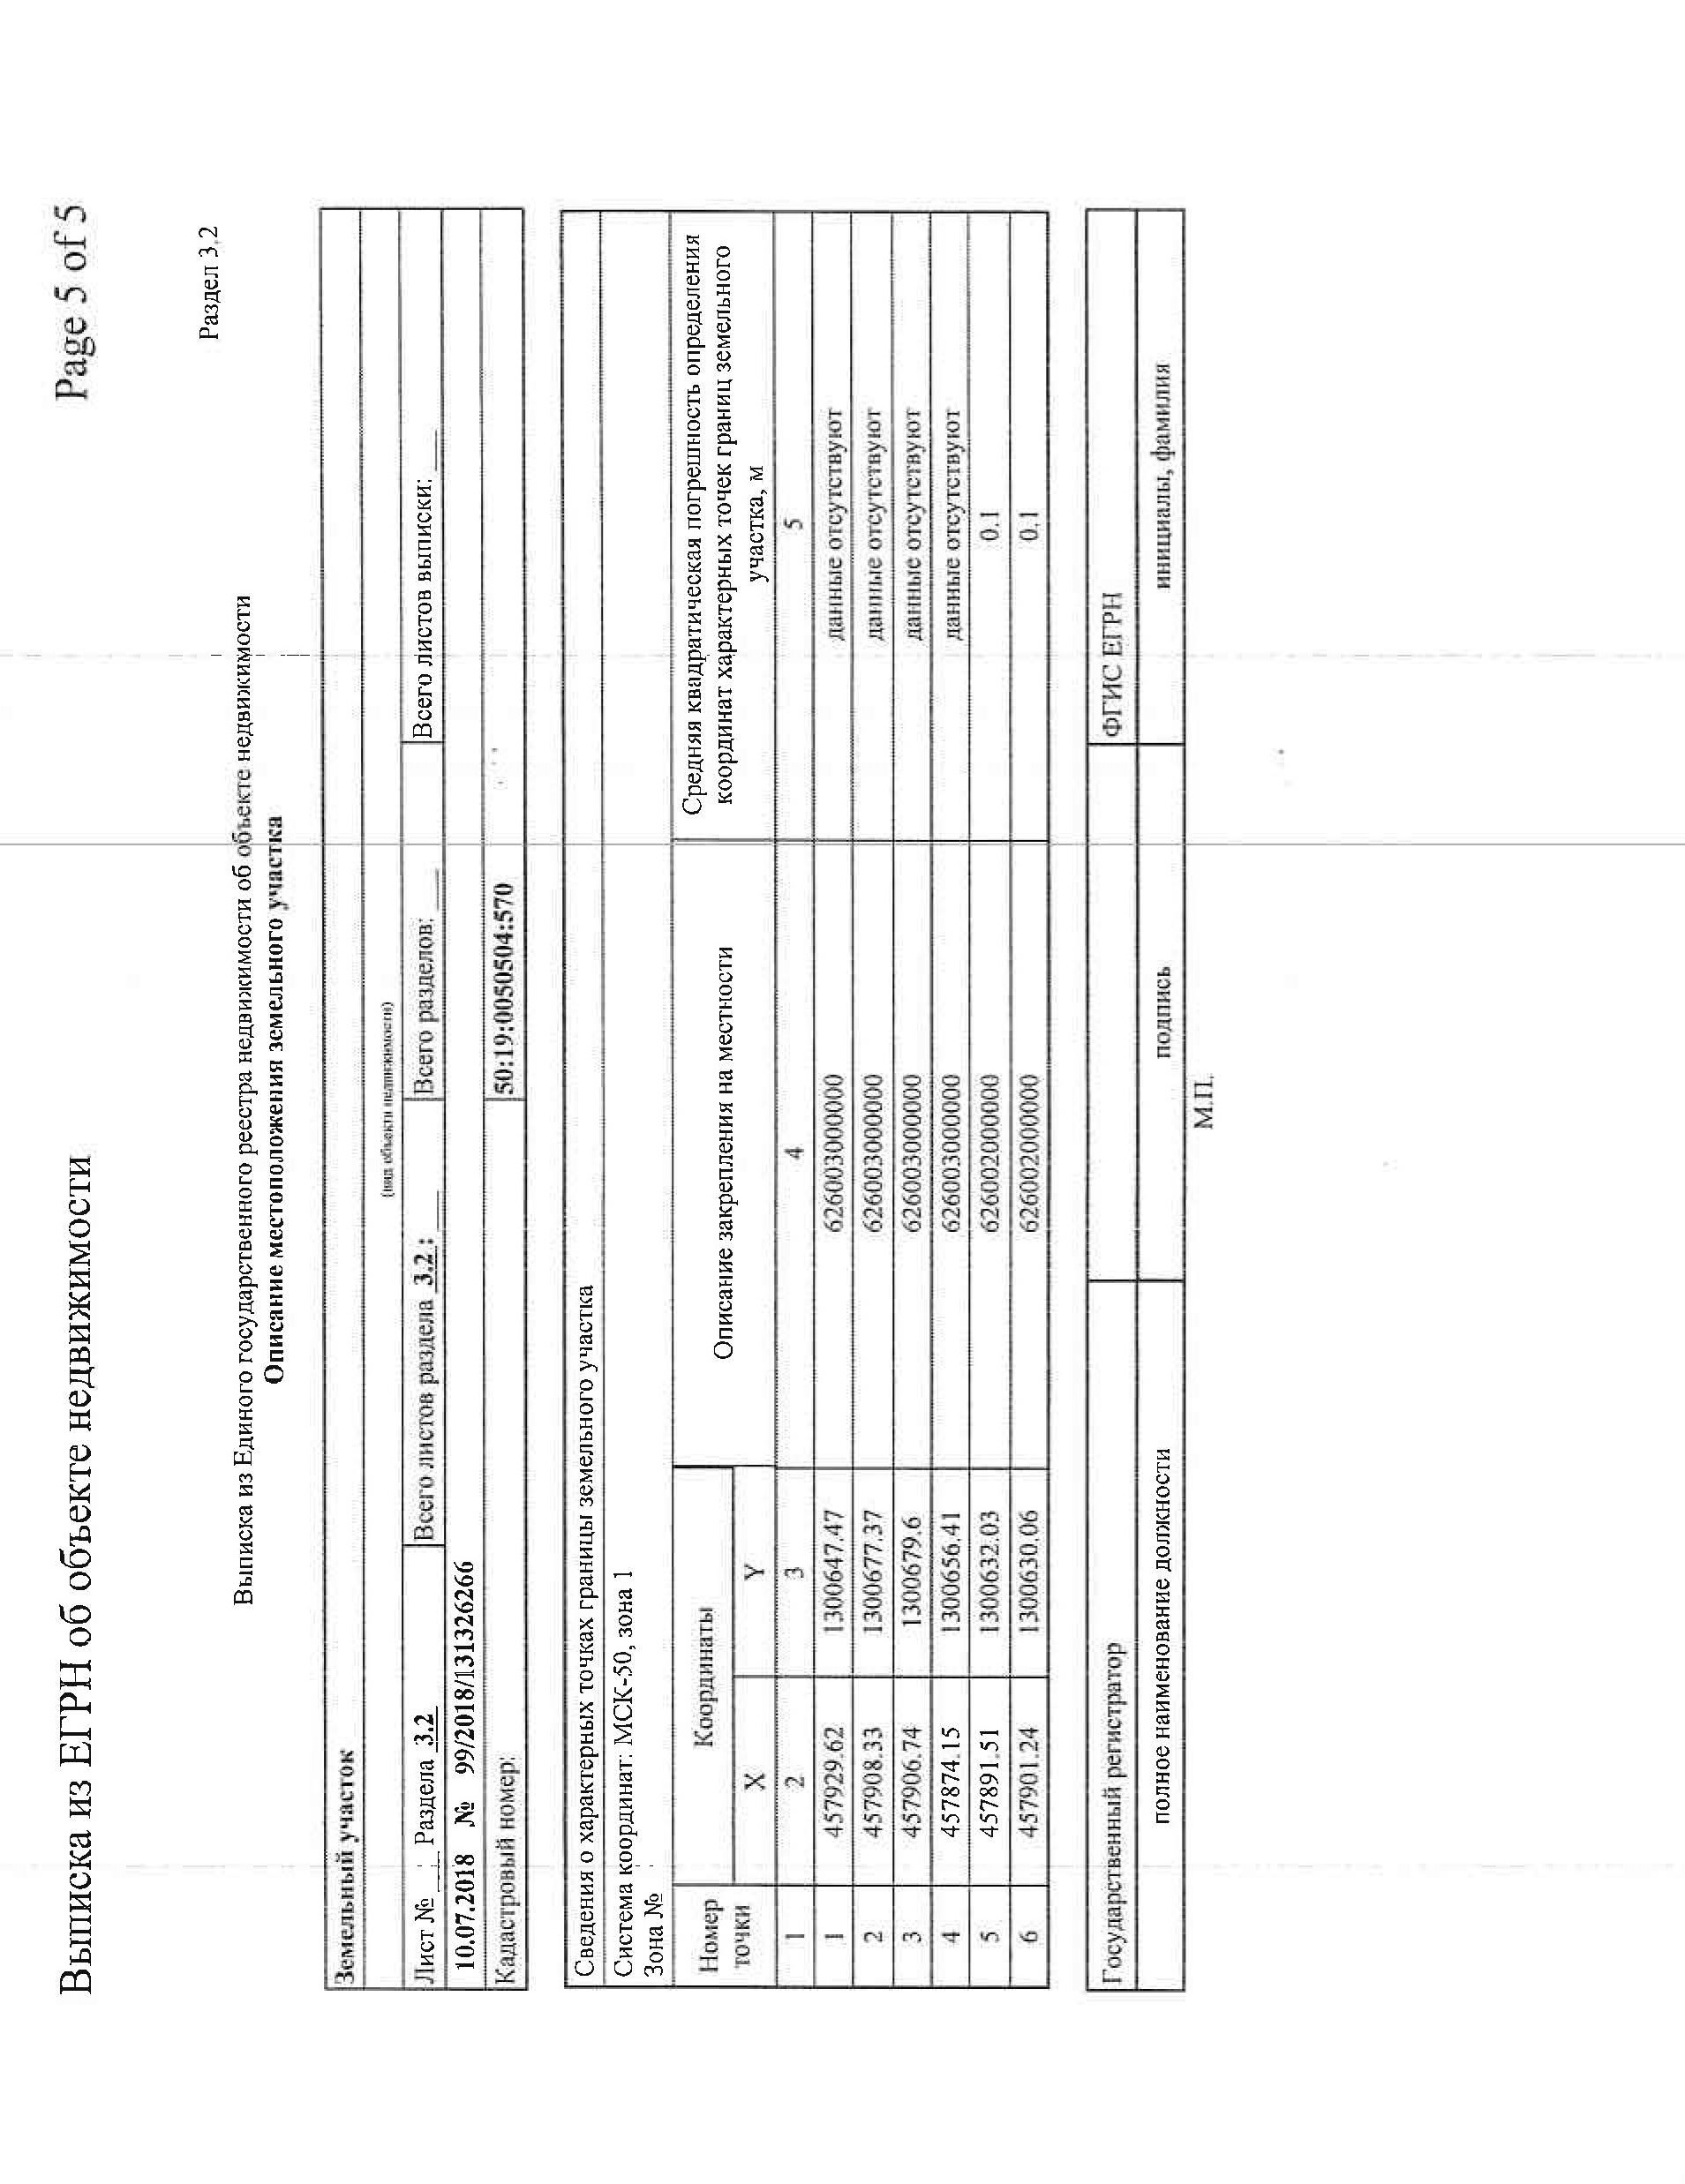 Выписка из ЕГРН об объекте недвижимости
Page 5 of 5
Раздел 3.2
Выписка из Единого государственного реестра недвижимости об объекте недвижимости
Описание местоположения земельного участка
Земельный участок
(вид объекта недвижимости)
Лист № ___ Раздела 3.2
Всего листов раздела 3.2 : ___
Всего разделов: ___
Всего листов выписки: ___
10.07.2018 № 99/2018/131326266
Кадастровый номер:
50:19:0050504:570
Сведения о характерных точках границы земельного участка
Система координат: МСК-50, зона 1
Зона №
Номер точки
Координаты
Описание закрепления на местности
Средняя квадратическая погрешность определения
координат характерных точек границ земельного
участка, м
X Y
1 2 3 4 5
1 457929.62 1300647.47 626003000000 данные отсутствуют
2 457908.33 1300677.37 626003000000 данные отсутствуют
3 457906.74 1300679.6 626003000000 данные отсутствуют
4 457874.15 1300656.41 626003000000 данные отсутствуют
5 457891.51 1300632.03 626002000000 0.1
6 457901.24 1300630.06 626002000000 0.1
Государственный регистратор
ФГИС ЕГРН
полное наименование должности
подпись
инициалы, фамилия
М.П.